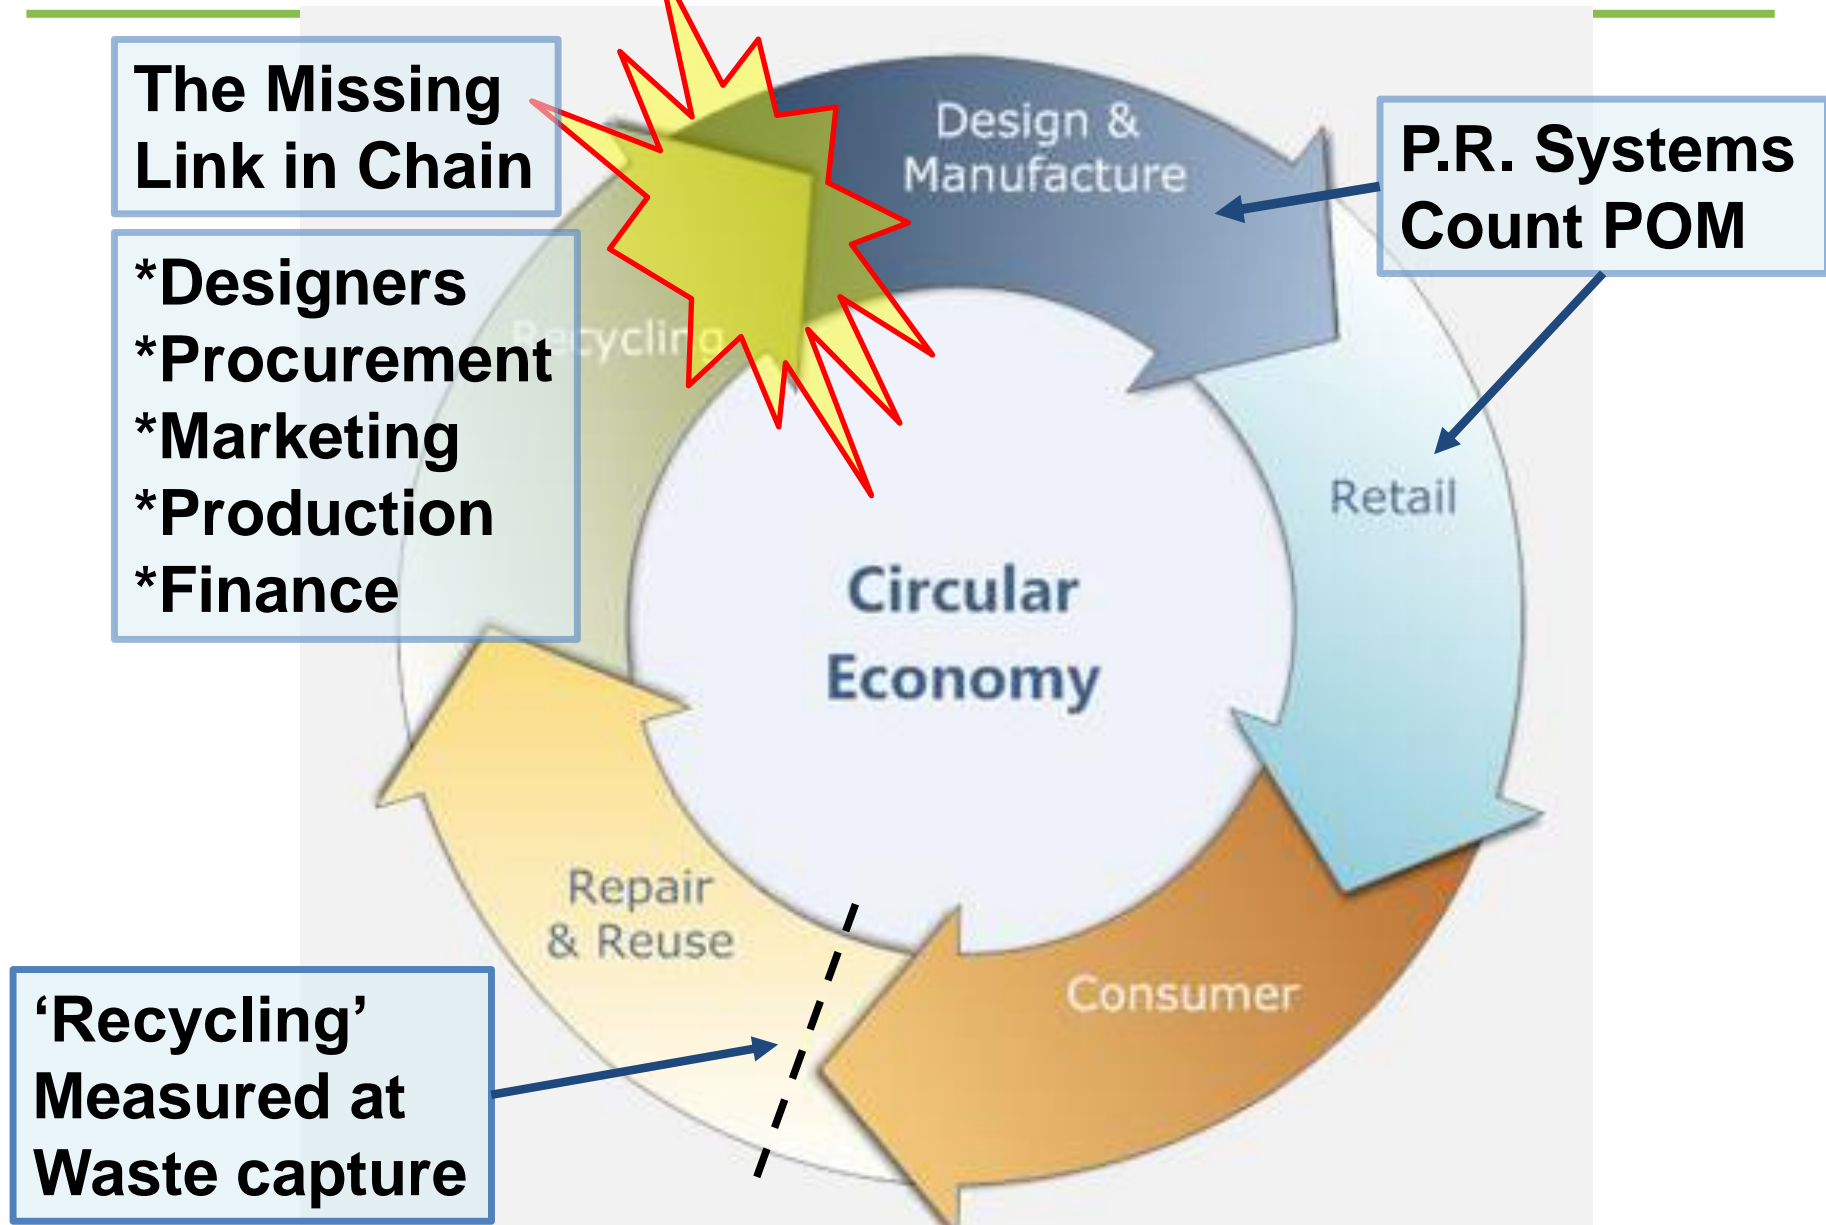 The Missing
Link in Chain
*Designers
*Procurement
*Marketing
*Production
*Finance
Recycling
Design &
Manufacture
P.R. Systems
Count POM
Retail
Circular
Economy
Consumer
Repair
& Reuse
‘Recycling’
Measured at
Waste capture